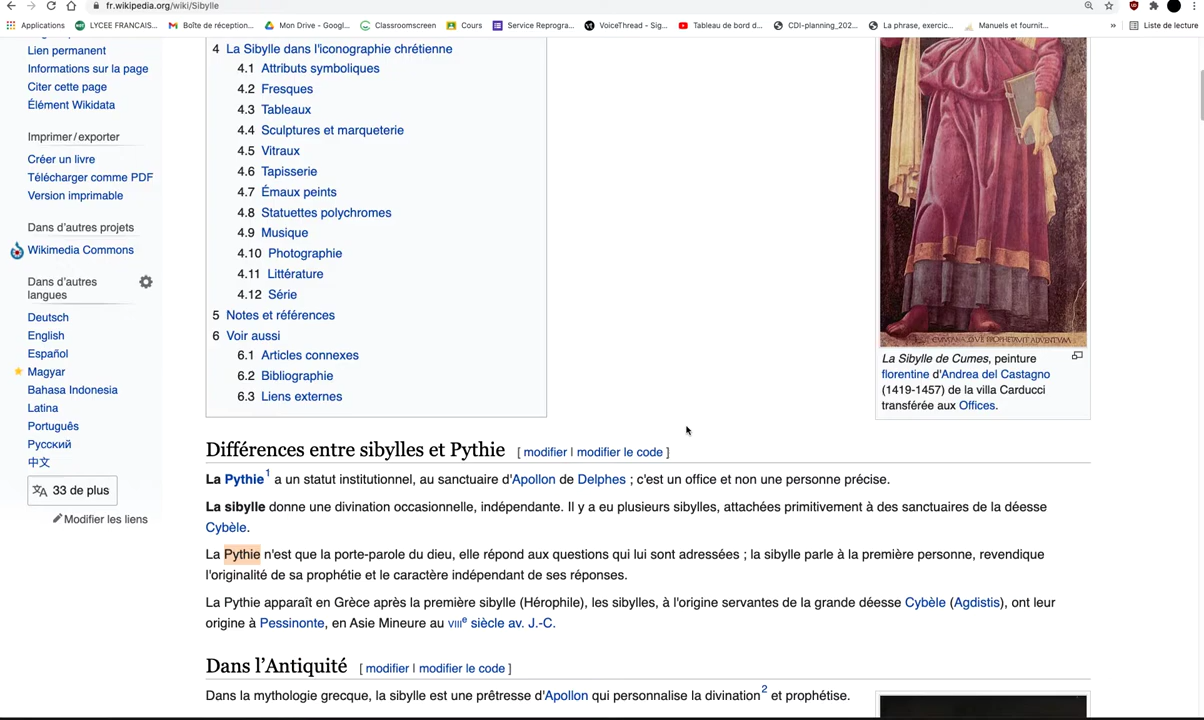 fr.wikipedia.org/wiki/Sibylle
Applications LYCEE FRANCAIS... Boîte de réception... Mon Drive - Googl... Classroomscreen Cours Service Reprogra... VoiceThread - Sig... Tableau de bord d... CDI-planning_202... La phrase, exercic... Manuels et fournit... » Liste de lecture
Lien permanent
Informations sur la page
Citer cette page
Élément Wikidata
Imprimer/exporter
Créer un livre
Télécharger comme PDF
Version imprimable
Dans d'autres projets
Wikimedia Commons
Dans d'autres
langues
Deutsch
English
Español
Magyar
Bahasa Indonesia
Latina
Português
Русский
中文
33 de plus
Modifier les liens
4 La Sibylle dans l'iconographie chrétienne
4.1 Attributs symboliques
4.2 Fresques
4.3 Tableaux
4.4 Sculptures et marqueterie
4.5 Vitraux
4.6 Tapisserie
4.7 Émaux peints
4.8 Statuettes polychromes
4.9 Musique
4.10 Photographie
4.11 Littérature
4.12 Série
5 Notes et références
6 Voir aussi
6.1 Articles connexes
6.2 Bibliographie
6.3 Liens externes
La Sibylle de Cumes, peinture
florentine d'Andrea del Castagno
(1419-1457) de la villa Carducci
transférée aux Offices.
Différences entre sibylles et Pythie [ modifier | modifier le code ]
La Pythie1 a un statut institutionnel, au sanctuaire d'Apollon de Delphes ; c'est un office et non une personne précise.
La sibylle donne une divination occasionnelle, indépendante. Il y a eu plusieurs sibylles, attachées primitivement à des sanctuaires de la déesse
Cybèle.
La Pythie n'est que la porte-parole du dieu, elle répond aux questions qui lui sont adressées ; la sibylle parle à la première personne, revendique
l'originalité de sa prophétie et le caractère indépendant de ses réponses.
La Pythie apparaît en Grèce après la première sibylle (Hérophile), les sibylles, à l'origine servantes de la grande déesse Cybèle (Agdistis), ont leur
origine à Pessinonte, en Asie Mineure au VIIIe siècle av. J.-C.
Dans l'Antiquité [ modifier | modifier le code ]
Dans la mythologie grecque, la sibylle est une prêtresse d'Apollon qui personnalise la divination2 et prophétise.